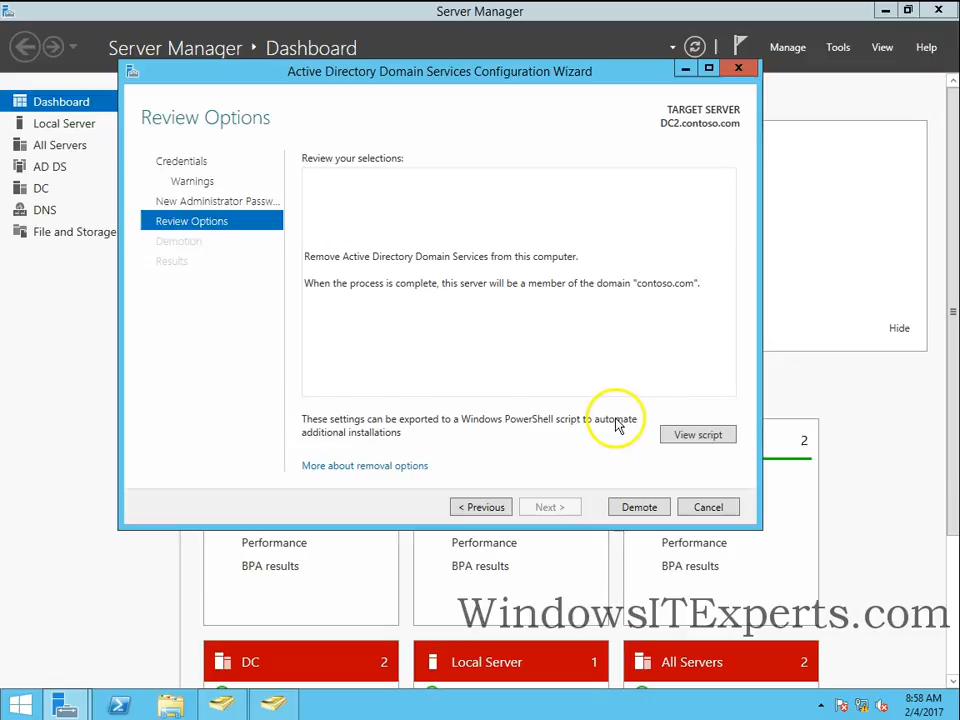 Server Manager
Server Manager ‣ Dashboard
Manage
Tools
View
Help
Dashboard
Local Server
All Servers
AD DS
DC
DNS
File and Storage
Active Directory Domain Services Configuration Wizard
Review Options
TARGET SERVER
DC2.contoso.com
Credentials
Warnings
New Administrator Passw...
Review Options
Demotion
Results
Review your selections:
Remove Active Directory Domain Services from this computer.
When the process is complete, this server will be a member of the domain "contoso.com".
These settings can be exported to a Windows PowerShell script to automate
additional installations
View script
More about removal options
< Previous
Next >
Demote
Cancel
Hide
2
Performance
BPA results
Performance
BPA results
Performance
BPA results
WindowsITExperts.com
DC 2
Local Server 1
All Servers 2
8:58 AM
2/4/2017